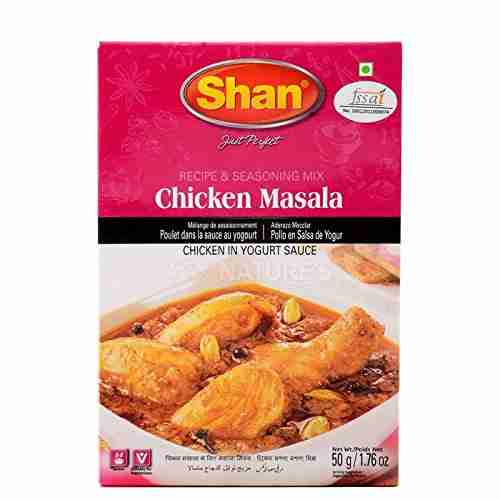 fssai
Shan®
Just Perfect
RECIPE & SEASONING MIX
Chicken Masala
Mélange de assaisonnement
Poulet dans la sauce au yogourt
Aderezo Mezclar
Pollo en Salsa de Yogur
CHICKEN IN YOGURT SAUCE
NATURE'S
Net Wt./Poids Net
50 g / 1.76 oz